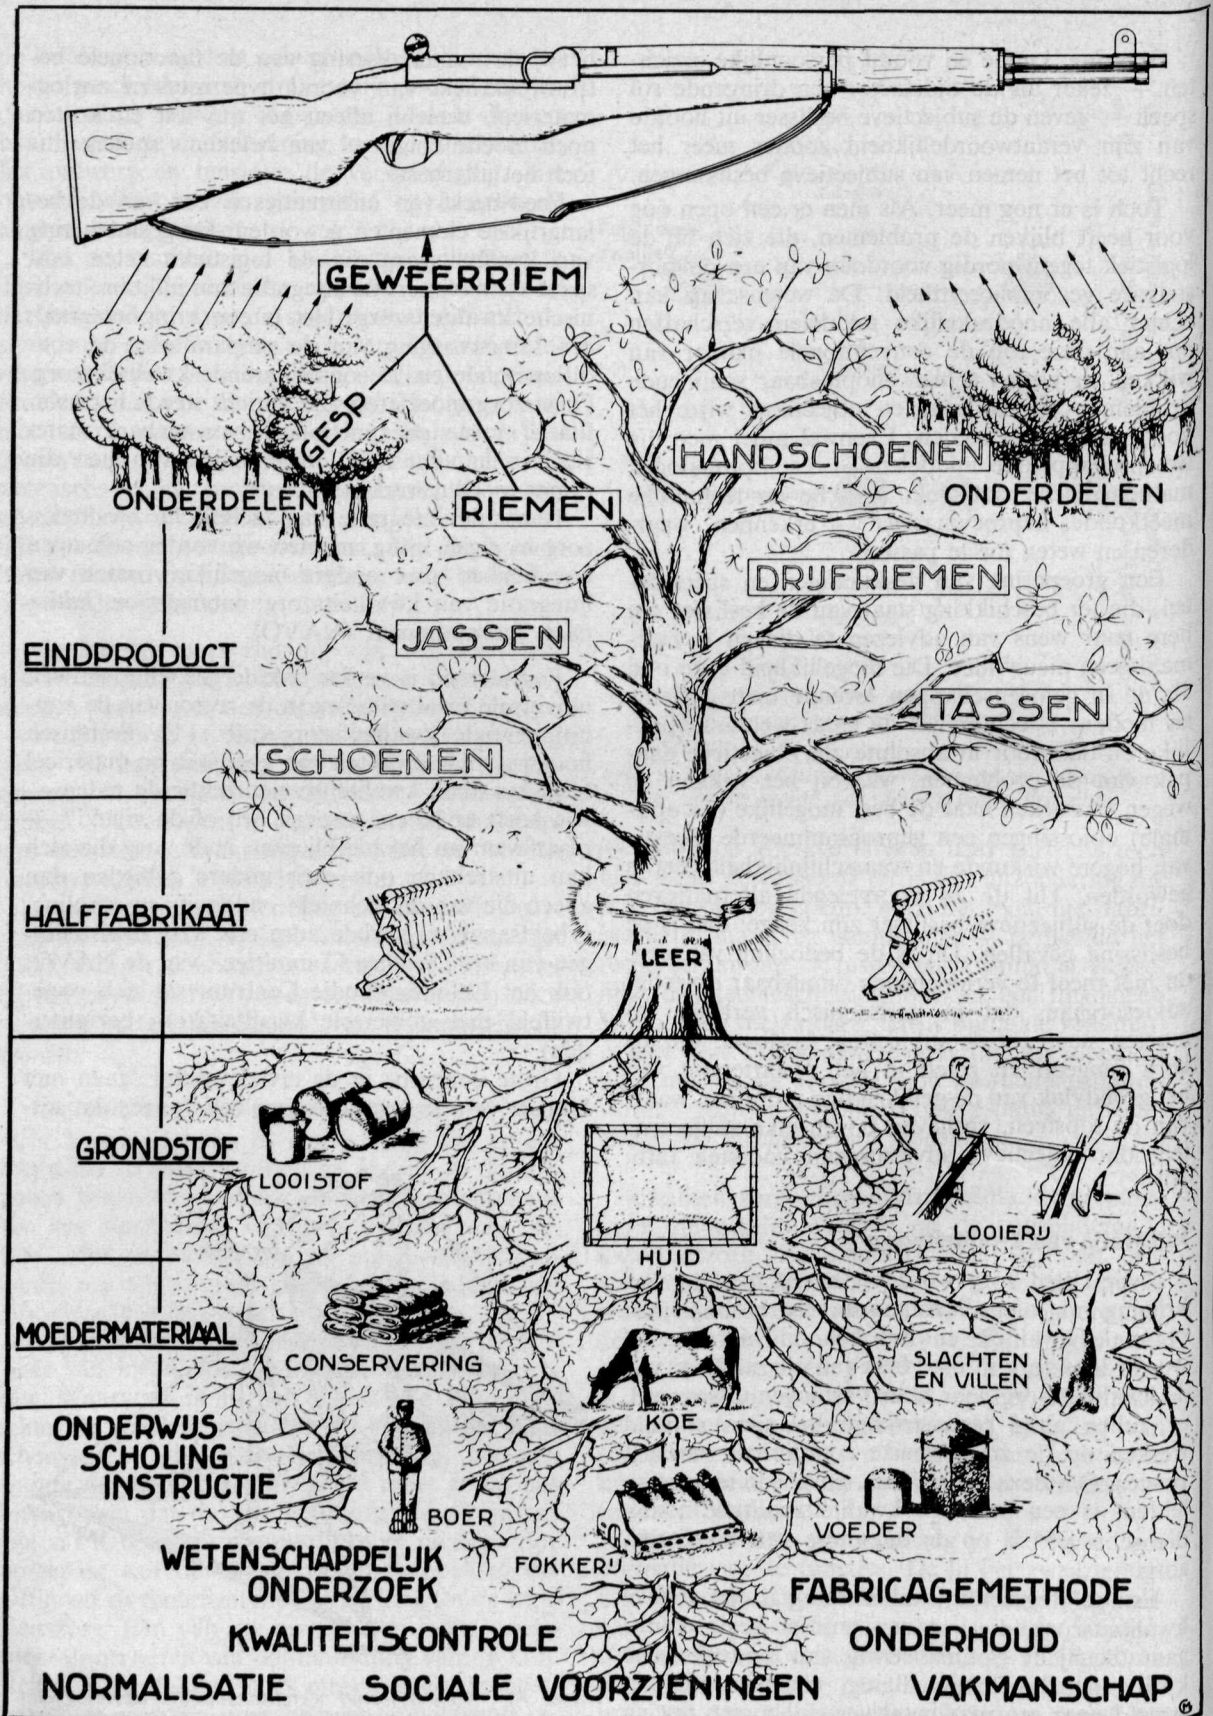 GEWEERRIEM
GESP
HANDSCHOENEN
ONDERDELEN
RIEMEN
ONDERDELEN
DRIJFRIEMEN
JASSEN
EINDPRODUCT
TASSEN
SCHOENEN
HALFFABRIKAAT
LEER
GRONDSTOF
LOOISTOF
LOOIERIJ
HUID
MOEDERMATERIAAL
CONSERVERING
SLACHTEN
EN VILLEN
KOE
ONDERWIJS
SCHOLING
INSTRUCTIE
BOER
VOEDER
WETENSCHAPPELIJK
ONDERZOEK
FOKKERIJ
FABRICAGEMETHODE
KWALITEITSCONTROLE
ONDERHOUD
NORMALISATIE
SOCIALE VOORZIENINGEN
VAKMANSCHAP